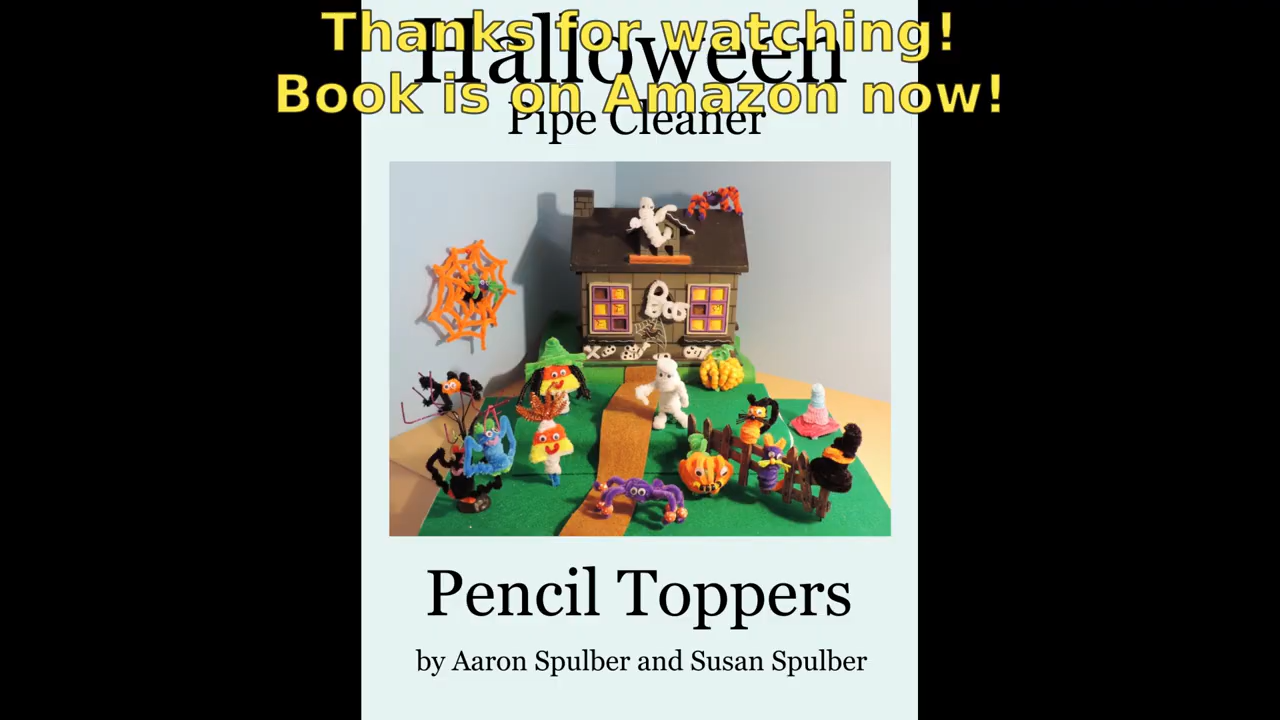 Thanks for watching!
Halloween
Book is on Amazon now!
Pipe Cleaner
Boo
Pencil Toppers
by Aaron Spulber and Susan Spulber